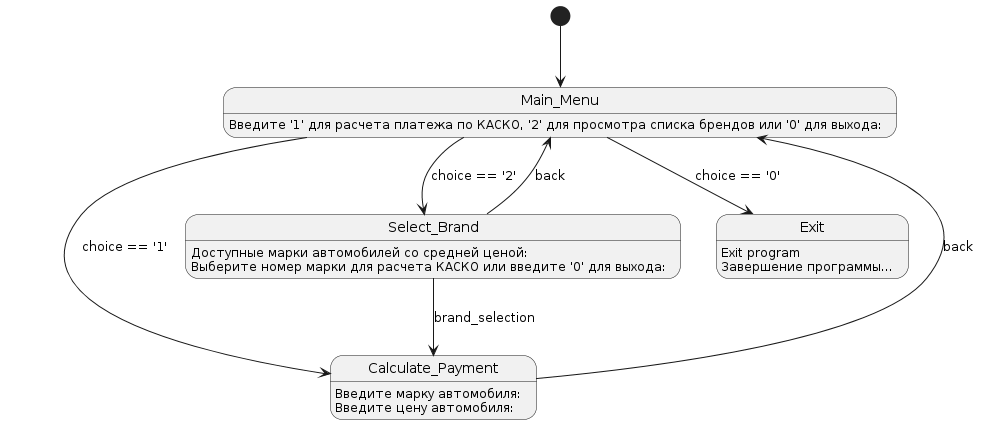 Main_Menu
Введите '1' для расчета платежа по КАСКО, '2' для просмотра списка брендов или '0' для выхода:
choice == '2'
back
choice == '0'
Select_Brand
Доступные марки автомобилей со средней ценой:
Выберите номер марки для расчета КАСКО или введите '0' для выхода:
Exit
Exit program
Завершение программы...
choice == '1'
back
brand_selection
Calculate_Payment
Введите марку автомобиля:
Введите цену автомобиля: